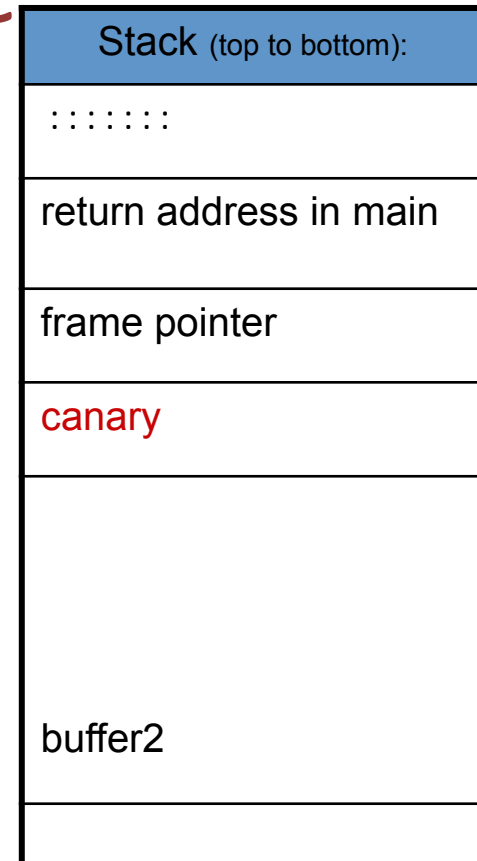 Stack (top to bottom):
:::::::
return address in main
frame pointer
canary
buffer2